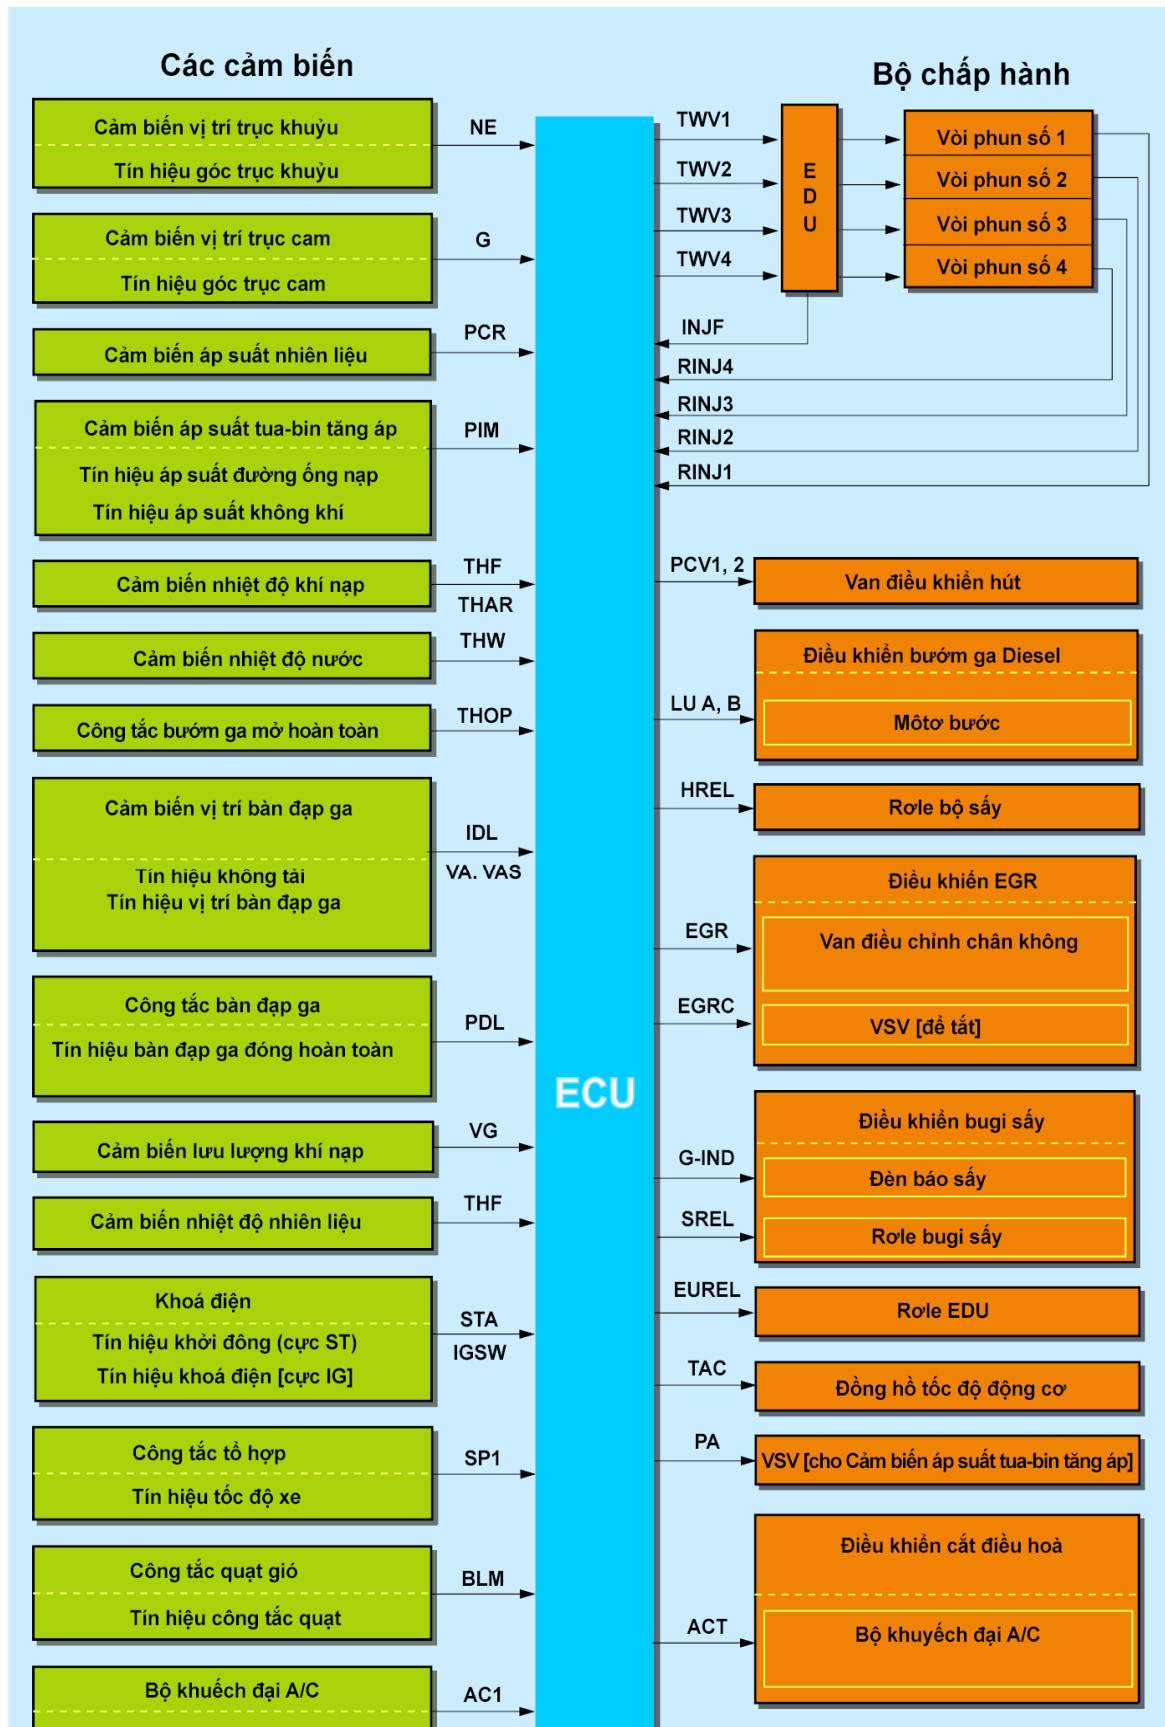 Các cảm biến
Cảm biến vị trí trục khuỷu
Tín hiệu góc trục khuỷu
NE
Cảm biến vị trí trục cam
Tín hiệu góc trục cam
G
Cảm biến áp suất nhiên liệu
PCR
Cảm biến áp suất tua-bin tăng áp
Tín hiệu áp suất đường ống nạp
Tín hiệu áp suất không khí
PIM
Cảm biến nhiệt độ khí nạp
THF
THAR
Cảm biến nhiệt độ nước
THW
Công tắc bướm ga mở hoàn toàn
THOP
Cảm biến vị trí bàn đạp ga
Tín hiệu không tải
Tín hiệu vị trí bàn đạp ga
IDL
VA. VAS
Công tắc bàn đạp ga
Tín hiệu bàn đạp ga đóng hoàn toàn
PDL
Cảm biến lưu lượng khí nạp
VG
Cảm biến nhiệt độ nhiên liệu
THF
Khoá điện
Tín hiệu khởi đông (cực ST)
Tín hiệu khoá điện [cực IG]
STA
IGSW
Công tắc tổ hợp
Tín hiệu tốc độ xe
SP1
Công tắc quạt gió
Tín hiệu công tắc quạt
BLM
Bộ khuếch đại A/C
AC1
ECU
Bộ chấp hành
TWV1
TWV2
TWV3
TWV4
E
D
U
Vòi phun số 1
Vòi phun số 2
Vòi phun số 3
Vòi phun số 4
INJF
RINJ4
RINJ3
RINJ2
RINJ1
PCV1, 2
Van điều khiển hút
Điều khiển bướm ga Diesel
LU A, B
Môtơ bước
HREL
Rơle bộ sấy
Điều khiến EGR
EGR
Van điều chỉnh chân không
EGRC
VSV [để tắt]
Điều khiển bugi sấy
G-IND
Đèn báo sấy
SREL
Rơle bugi sấy
EUREL
Rơle EDU
TAC
Đồng hồ tốc độ động cơ
PA
VSV [cho Cảm biến áp suất tua-bin tăng áp]
Điều khiển cắt điều hoà
ACT
Bộ khuyếch đại A/C